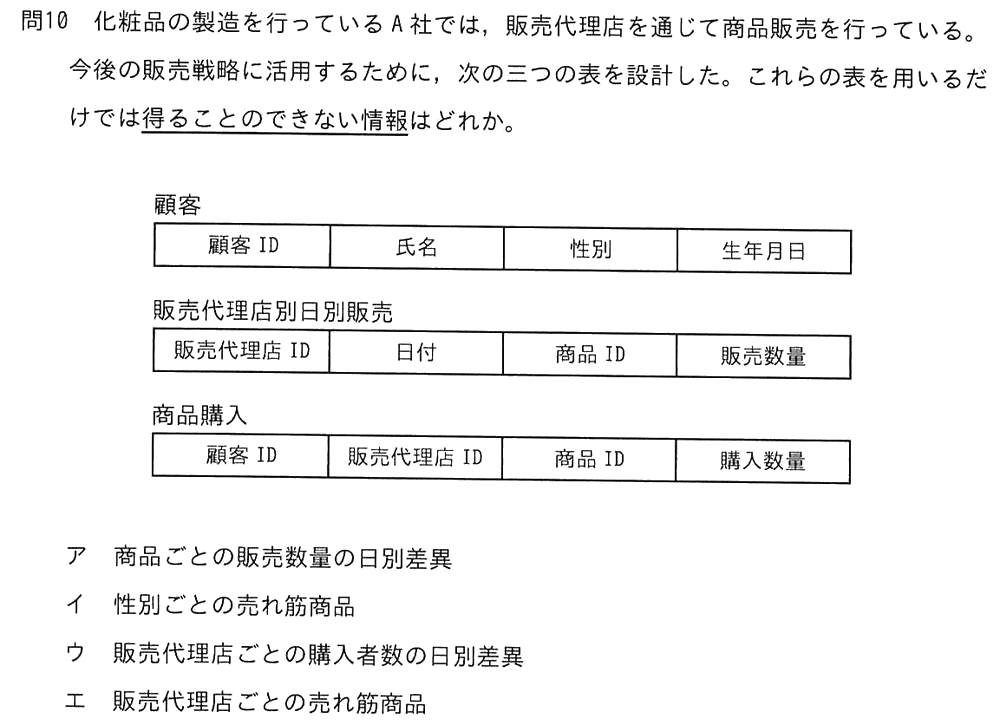 問10 化粧品の製造を行っているA社では，販売代理店を通じて商品販売を行っている。
今後の販売戦略に活用するために，次の三つの表を設計した。これらの表を用いるだ
けでは得ることのできない情報はどれか。
顧客
顧客ID 氏名 性別 生年月日
販売代理店別日別販売
販売代理店ID 日付 商品ID 販売数量
商品購入
顧客ID 販売代理店ID 商品ID 購入数量
ア 商品ごとの販売数量の日別差異
イ 性別ごとの売れ筋商品
ウ 販売代理店ごとの購入者数の日別差異
エ 販売代理店ごとの売れ筋商品